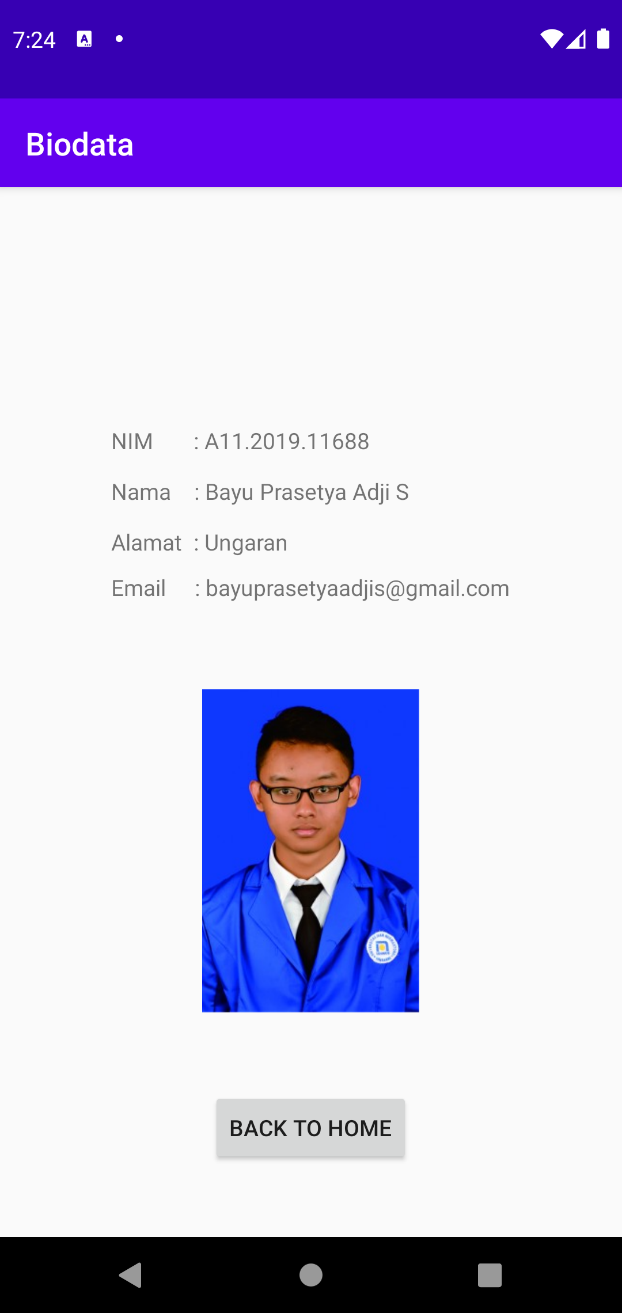 7:24
Biodata
NIM : A11.2019.11688
Nama : Bayu Prasetya Adji S
Alamat : Ungaran
Email : bayuprasetyaadjis@gmail.com
BACK TO HOME